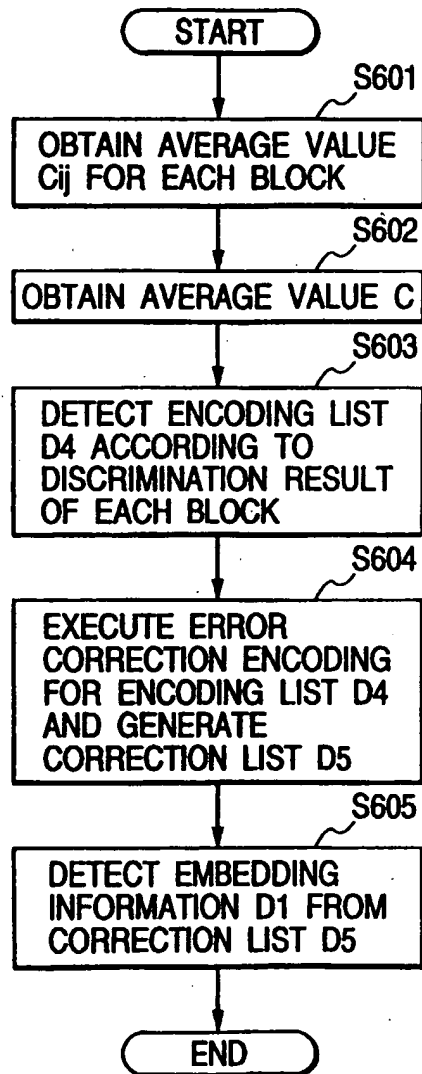 START
S601
OBTAIN AVERAGE VALUE
Cij FOR EACH BLOCK
S602
OBTAIN AVERAGE VALUE C
S603
DETECT ENCODING LIST
D4 ACCORDING TO
DISCRIMINATION RESULT
OF EACH BLOCK
S604
EXECUTE ERROR
CORRECTION ENCODING
FOR ENCODING LIST D4
AND GENERATE
CORRECTION LIST D5
S605
DETECT EMBEDDING
INFORMATION D1 FROM
CORRECTION LIST D5
END